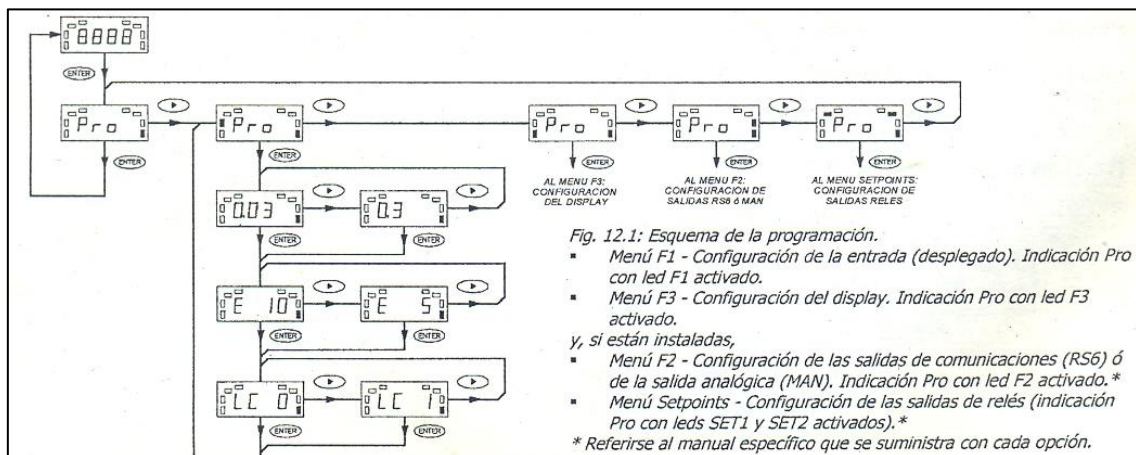 8888
ENTER
Pro
Pro
Pro
Pro
Pro
ENTER
ENTER
ENTER
ENTER
ENTER
AL MENU F3:
CONFIGURACION
DEL DISPLAY
AL MENU F2:
CONFIGURACION DE
SALIDAS RS6 ó MAN
AL MENU SETPOINTS:
CONFIGURACION DE
SALIDAS RELES
0.03
0.3
ENTER
ENTER
E 10
E 5
ENTER
ENTER
LC 0
LC 1
ENTER
ENTER
Fig. 12.1: Esquema de la programación.
▪ Menú F1 - Configuración de la entrada (desplegado). Indicación Pro
con led F1 activado.
▪ Menú F3 - Configuración del display. Indicación Pro con led F3
activado.
y, si están instaladas,
▪ Menú F2 - Configuración de las salidas de comunicaciones (RS6) ó
de la salida analógica (MAN). Indicación Pro con led F2 activado.*
▪ Menú Setpoints - Configuración de las salidas de relé (indicación
Pro con leds SET1 y SET2 activados).*
* Referirse al manual específico que se suministra con cada opción.